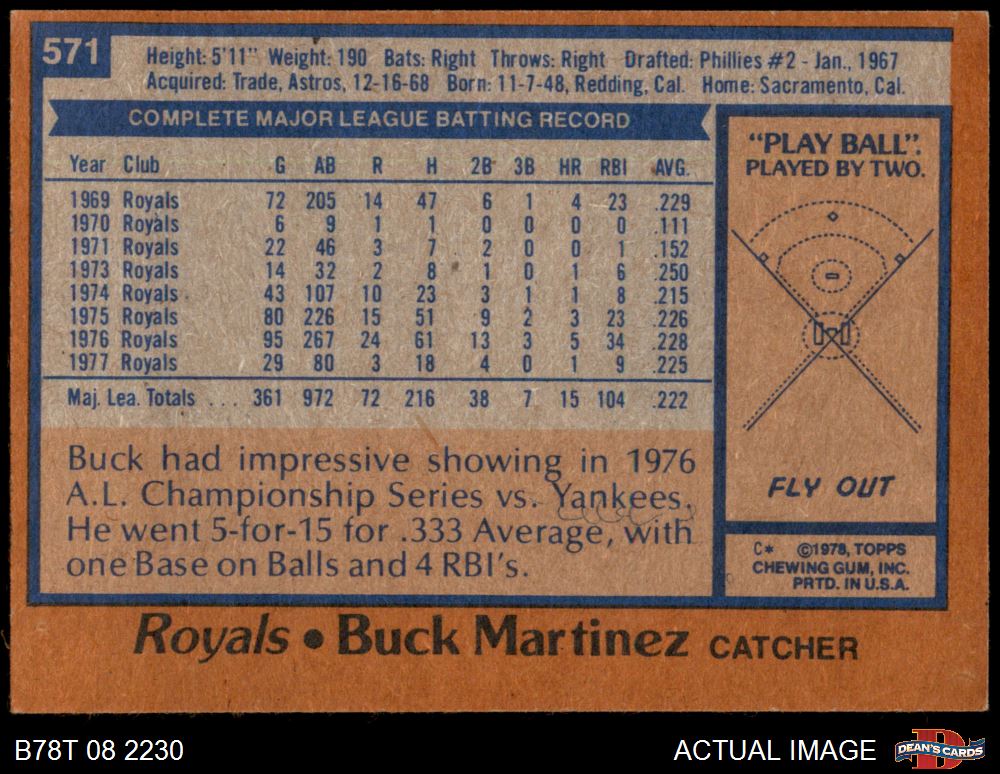 571
Height: 5'11" Weight: 190 Bats: Right Throws: Right Drafted: Phillies #2 - Jan., 1967
Acquired: Trade, Astros, 12-16-68 Born: 11-7-48, Redding, Cal. Home: Sacramento, Cal.
COMPLETE MAJOR LEAGUE BATTING RECORD
Year Club G AB R H 2B 3B HR RBI AVG.
1969 Royals 72 205 14 47 6 1 4 23 .229
1970 Royals 6 9 1 1 0 0 0 0 .111
1971 Royals 22 46 3 7 2 0 0 1 .152
1973 Royals 14 32 2 8 1 0 1 6 .250
1974 Royals 43 107 10 23 3 1 1 8 .215
1975 Royals 80 226 15 51 9 2 3 23 .226
1976 Royals 95 267 24 61 13 3 5 34 .228
1977 Royals 29 80 3 18 4 0 1 9 .225
Maj. Lea. Totals . . . 361 972 72 216 38 7 15 104 .222
Buck had impressive showing in 1976
A.L. Championship Series vs. Yankees.
He went 5-for-15 for .333 Average, with
one Base on Balls and 4 RBI's.
"PLAY BALL".
PLAYED BY TWO.
FLY OUT
C* ©1978, TOPPS
CHEWING GUM, INC.
PRTD. IN U.S.A.
Royals • Buck Martinez CATCHER
B78T 08 2230
ACTUAL IMAGE
D
DEAN'S CARDS